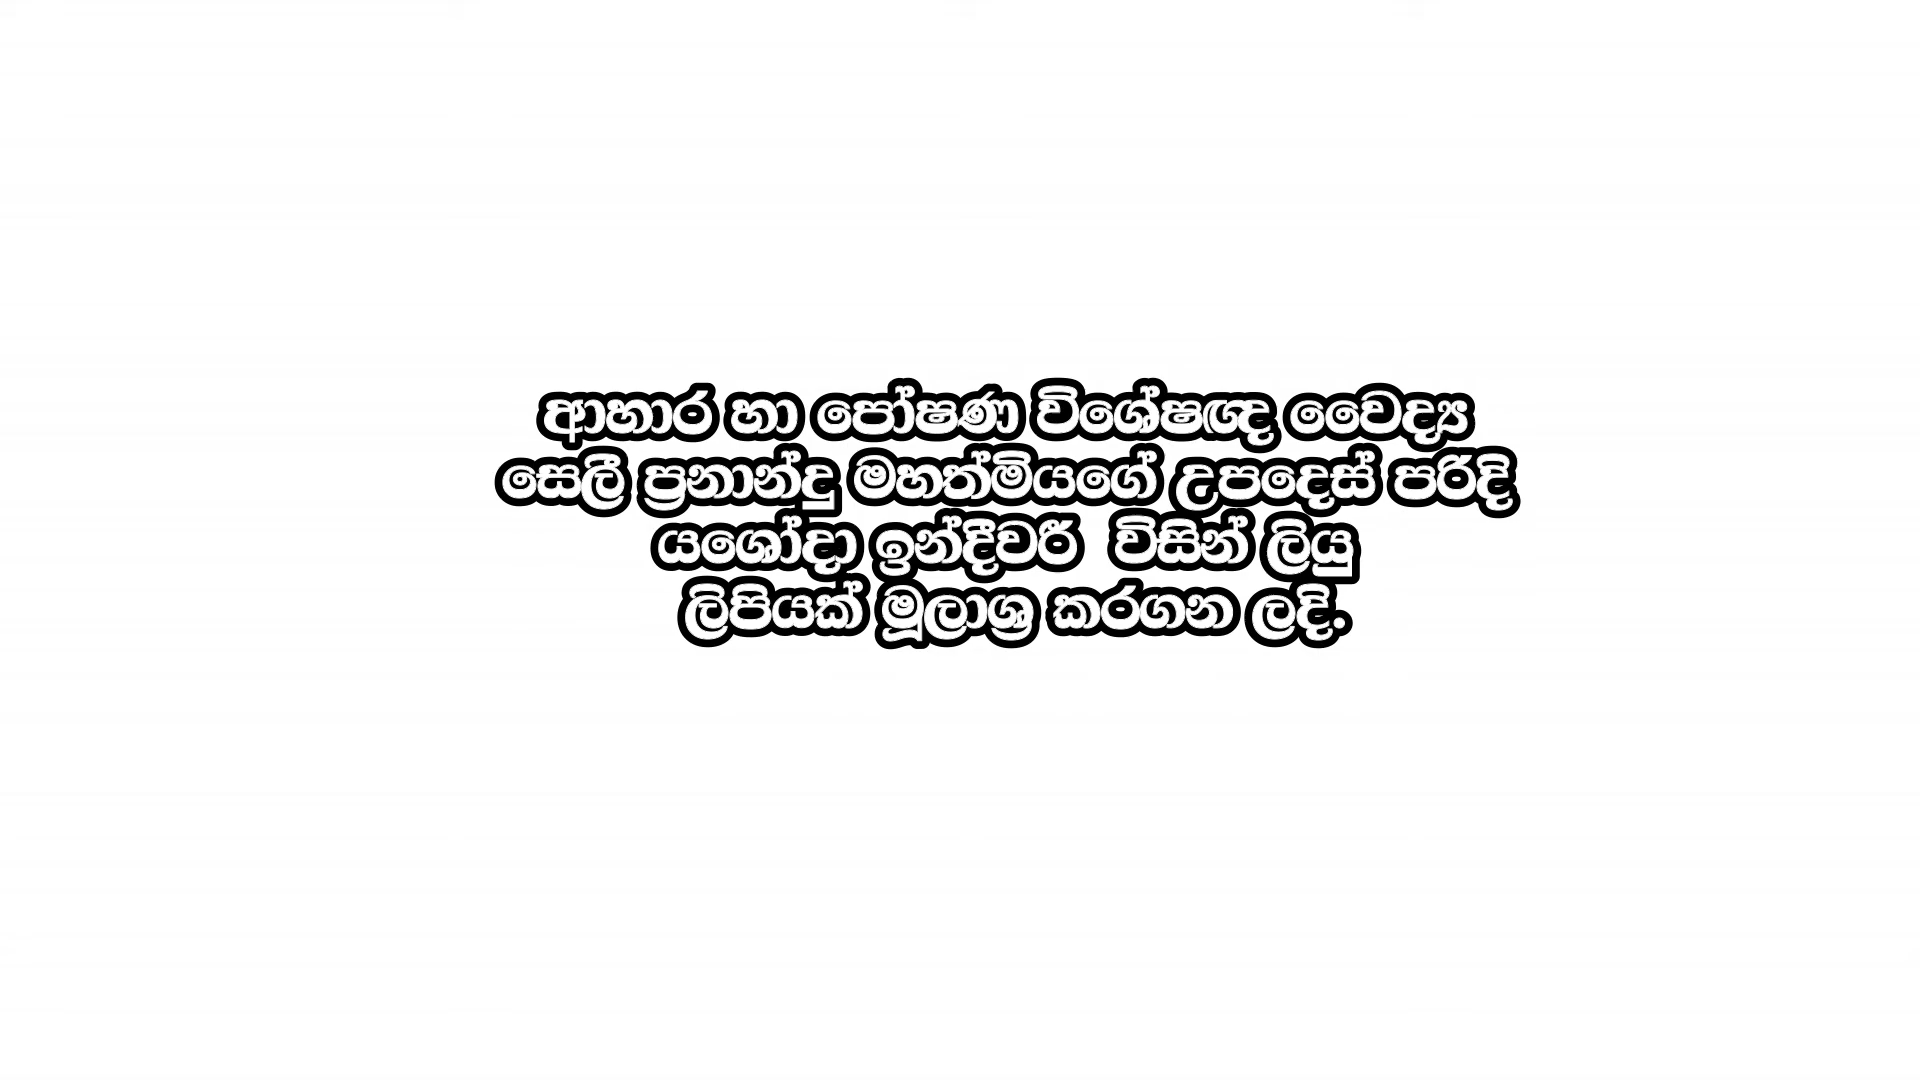 ආහාර හා පෝෂණ විශේෂඥ වෛද්‍ය
සෙලී ප්‍රනාන්දු මහත්මියගේ උපදෙස් පරිදි
යශෝදා ඉන්දීවරී විසින් ලියු
ලිපියක් මූලාශ්‍ර කරගන ලදි.